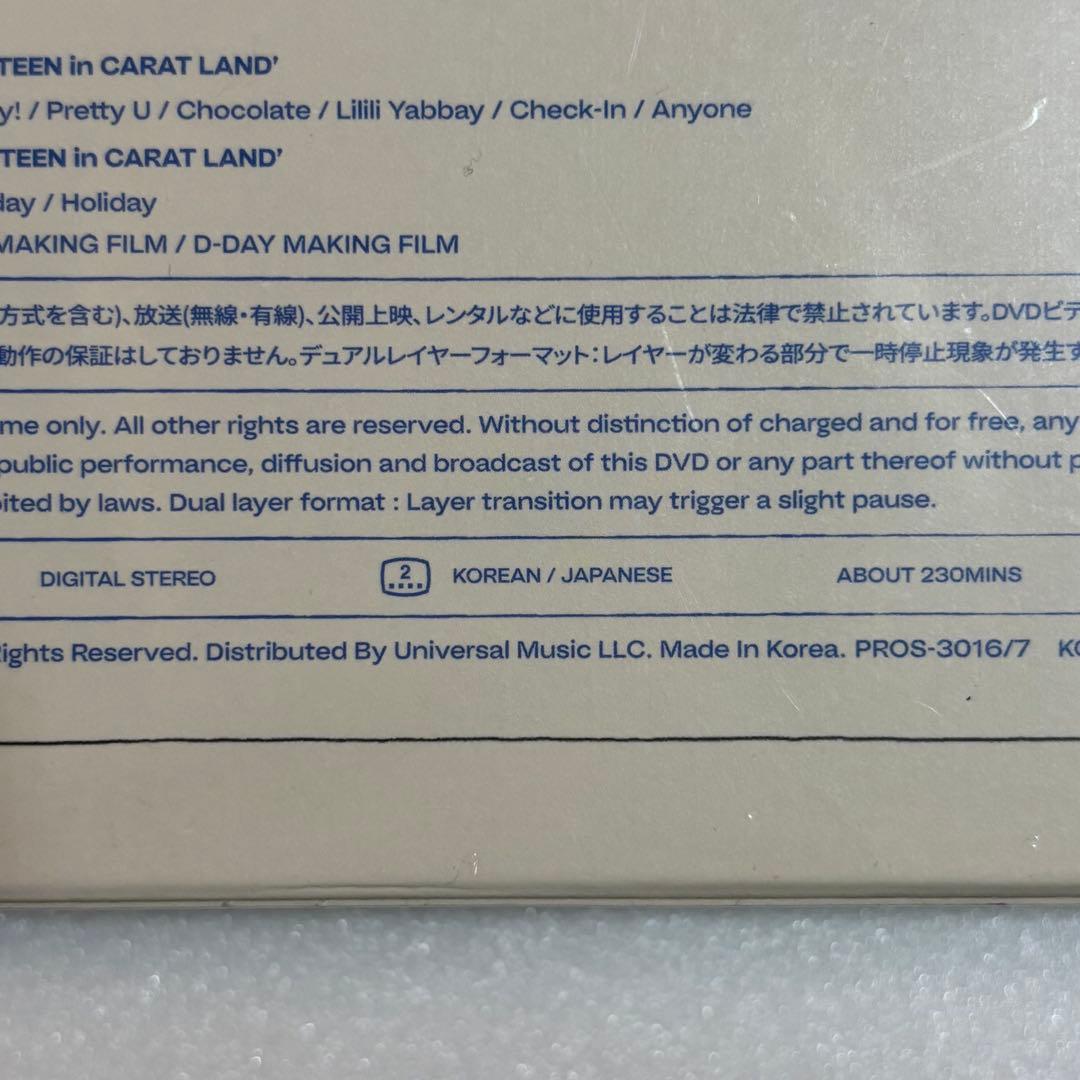 TEEN in CARAT LAND'
y! / Pretty U / Chocolate / Lilili Yabbay / Check-In / Anyone
TEEN in CARAT LAND'
day / Holiday
MAKING FILM / D-DAY MAKING FILM
方式を含む)、放送(無線・有線)、公開上映、レンタルなどに使用することは法律で禁止されています。DVDビデ
動作の保証はしておりません。デュアルレイヤーフォーマット：レイヤーが変わる部分で一時停止現象が発生す
me only. All other rights are reserved. Without distinction of charged and for free, any
public performance, diffusion and broadcast of this DVD or any part thereof without p
ited by laws. Dual layer format : Layer transition may trigger a slight pause.
DIGITAL STEREO 2 KOREAN / JAPANESE ABOUT 230MINS
ights Reserved. Distributed By Universal Music LLC. Made In Korea. PROS-3016/7 KO